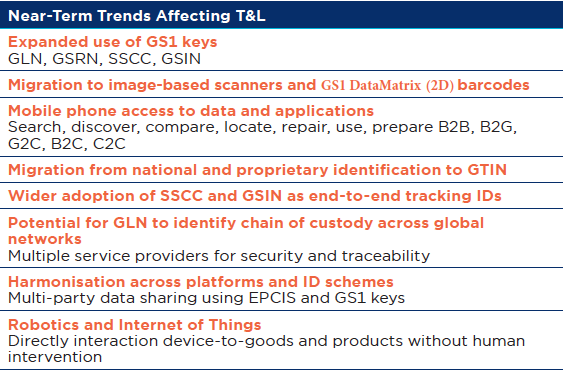 Near-Term Trends Affecting T&L
Expanded use of GS1 keys
GLN, GSRN, SSCC, GSIN
Migration to image-based scanners and GS1 DataMatrix (2D) barcodes
Mobile phone access to data and applications
Search, discover, compare, locate, repair, use, prepare B2B, B2G,
G2C, B2C, C2C
Migration from national and proprietary identification to GTIN
Wider adoption of SSCC and GSIN as end-to-end tracking IDs
Potential for GLN to identify chain of custody across global
networks
Multiple service providers for security and traceability
Harmonisation across platforms and ID schemes
Multi-party data sharing using EPCIS and GS1 keys
Robotics and Internet of Things
Directly interaction device-to-goods and products without human
intervention